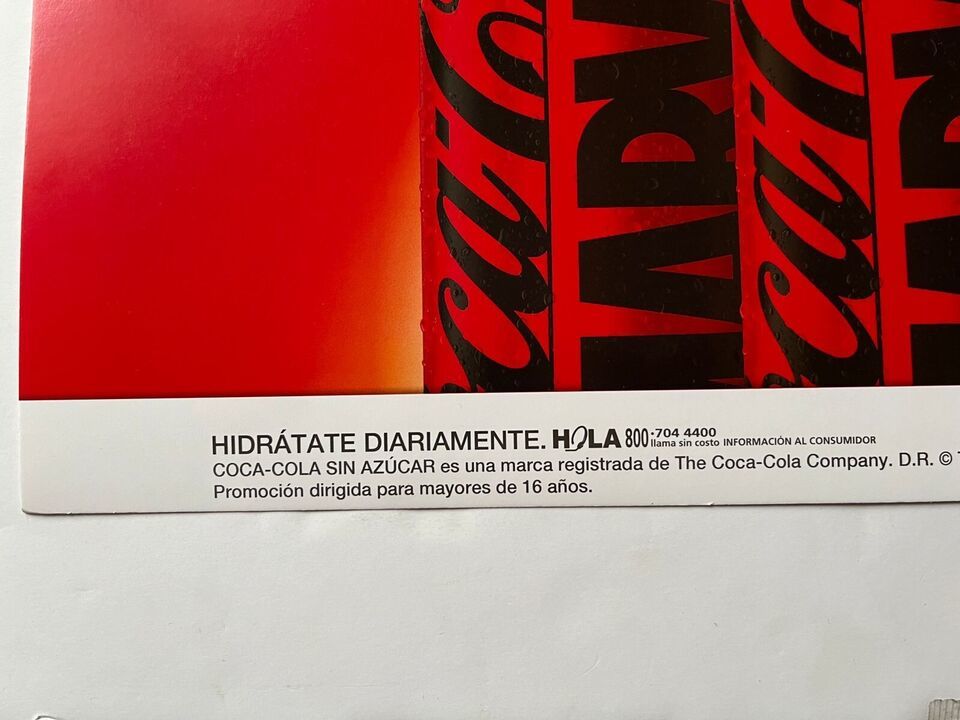 HIDRÁTATE DIARIAMENTE. HOLA 800·704 4400 llama sin costo INFORMACIÓN AL CONSUMIDOR
COCA-COLA SIN AZÚCAR es una marca registrada de The Coca-Cola Company. D.R. ©
Promoción dirigida para mayores de 16 años.